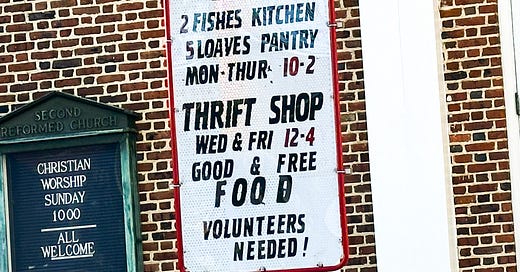 2 FISHES KITCHEN
5 LOAVES PANTRY
MON-THUR 10-2
THRIFT SHOP
WED & FRI 12-4
GOOD & FREE
FOOD
VOLUNTEERS
NEEDED!
SECOND
REFORMED CHURCH
CHRISTIAN
WORSHIP
SUNDAY
10:00
ALL
WELCOME